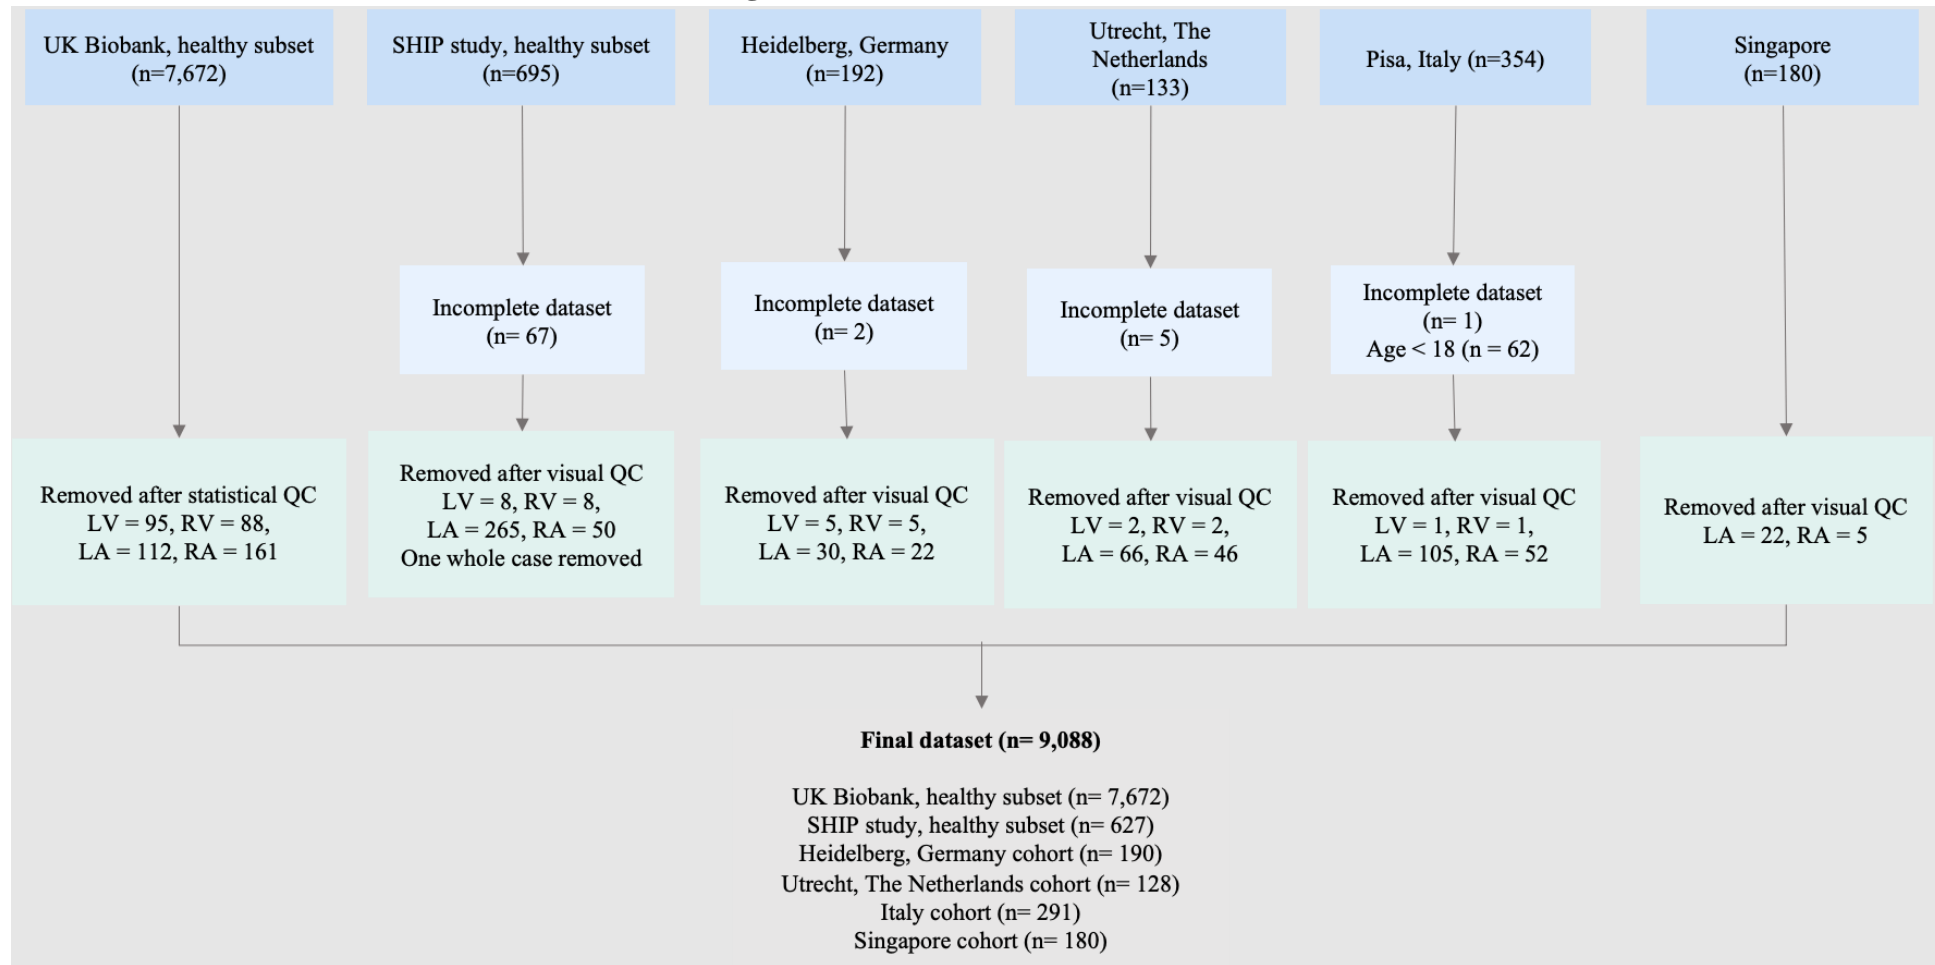 UK Biobank, healthy subset
(n=7,672)
SHIP study, healthy subset
(n=695)
Heidelberg, Germany
(n=192)
Utrecht, The
Netherlands
(n=133)
Pisa, Italy (n=354)
Singapore
(n=180)
Incomplete dataset
(n= 67)
Incomplete dataset
(n= 2)
Incomplete dataset
(n= 5)
Incomplete dataset
(n= 1)
Age < 18 (n = 62)
Removed after statistical QC
LV = 95, RV = 88,
LA = 112, RA = 161
Removed after visual QC
LV = 8, RV = 8,
LA = 265, RA = 50
One whole case removed
Removed after visual QC
LV = 5, RV = 5,
LA = 30, RA = 22
Removed after visual QC
LV = 2, RV = 2,
LA = 66, RA = 46
Removed after visual QC
LV = 1, RV = 1,
LA = 105, RA = 52
Removed after visual QC
LA = 22, RA = 5
Final dataset (n= 9,088)
UK Biobank, healthy subset (n= 7,672)
SHIP study, healthy subset (n= 627)
Heidelberg, Germany cohort (n= 190)
Utrecht, The Netherlands cohort (n= 128)
Italy cohort (n= 291)
Singapore cohort (n= 180)